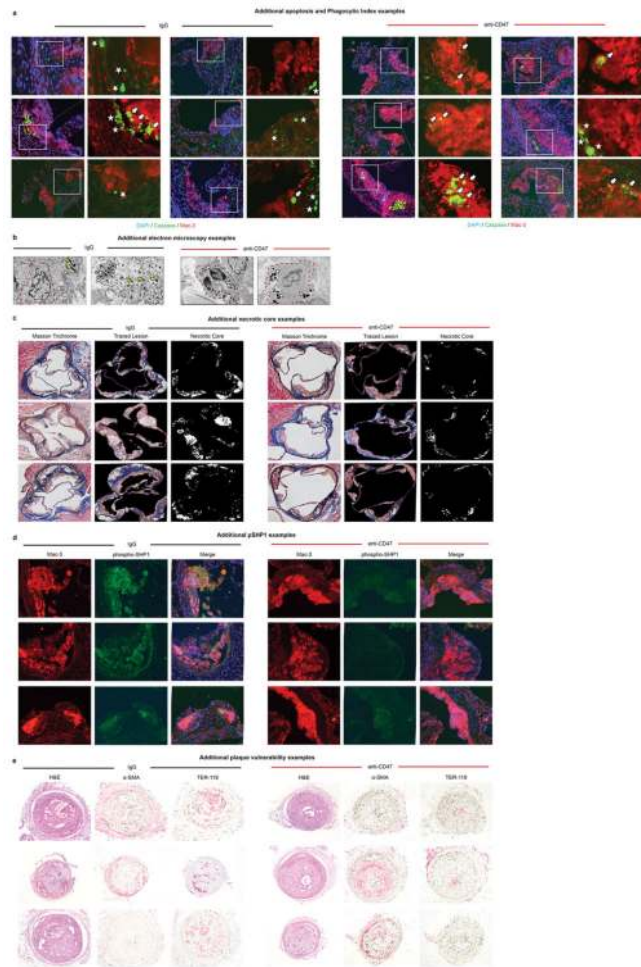 a
Additional apoptosis and Phagocytic Index examples
IgG
anti-CD47
DAPI / Caspase / Mac-3
DAPI / Caspase / Mac-3
b
Additional electron microscopy examples
IgG
anti-CD47
c
Additional necrotic core examples
IgG
anti-CD47
Masson Trichrome
Traced Lesion
Necrotic Core
Masson Trichrome
Traced Lesion
Necrotic Core
d
Additional pSHP1 examples
IgG
anti-CD47
Mac-3
phospho-SHP1
Merge
Mac-3
phospho-SHP1
Merge
e
Additional plaque vulnerability examples
IgG
anti-CD47
H&E
α-SMA
TER-119
H&E
α-SMA
TER-119